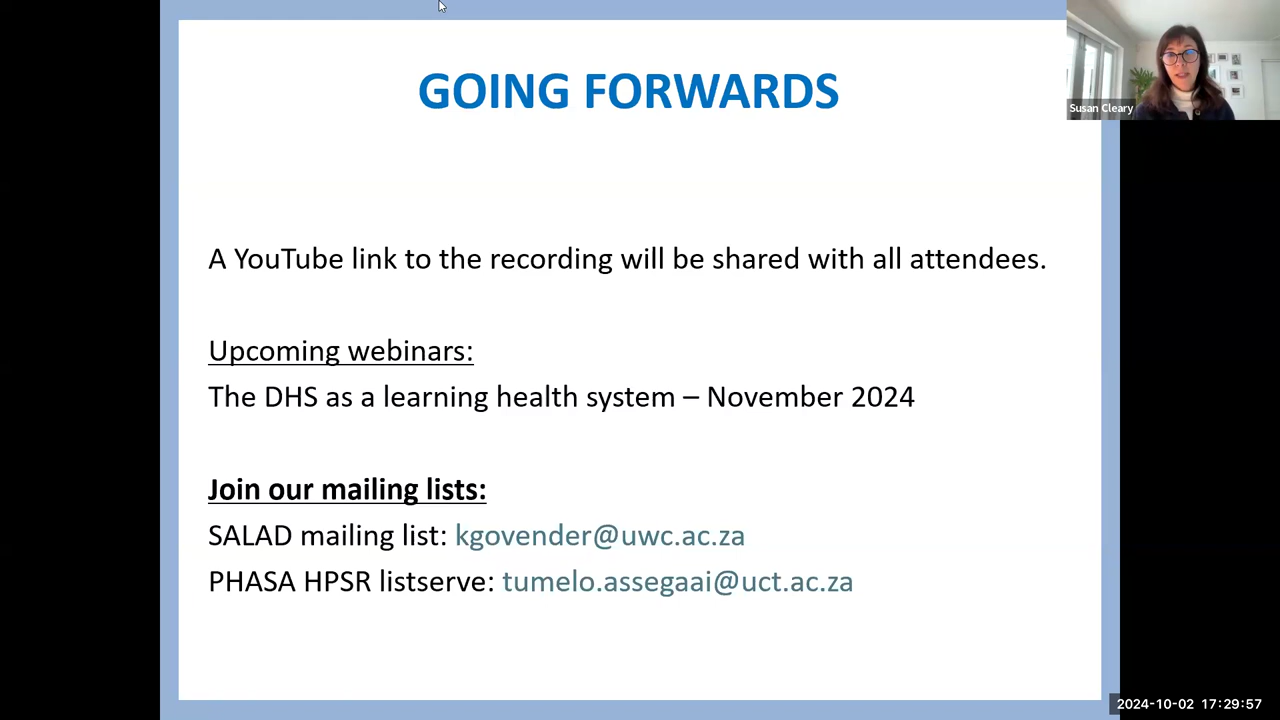 GOING FORWARDS
Susan Cleary
A YouTube link to the recording will be shared with all attendees.
Upcoming webinars:
The DHS as a learning health system – November 2024
Join our mailing lists:
SALAD mailing list: kgovender@uwc.ac.za
PHASA HPSR listserve: tumelo.assegaai@uct.ac.za
2024-10-02 17:29:57